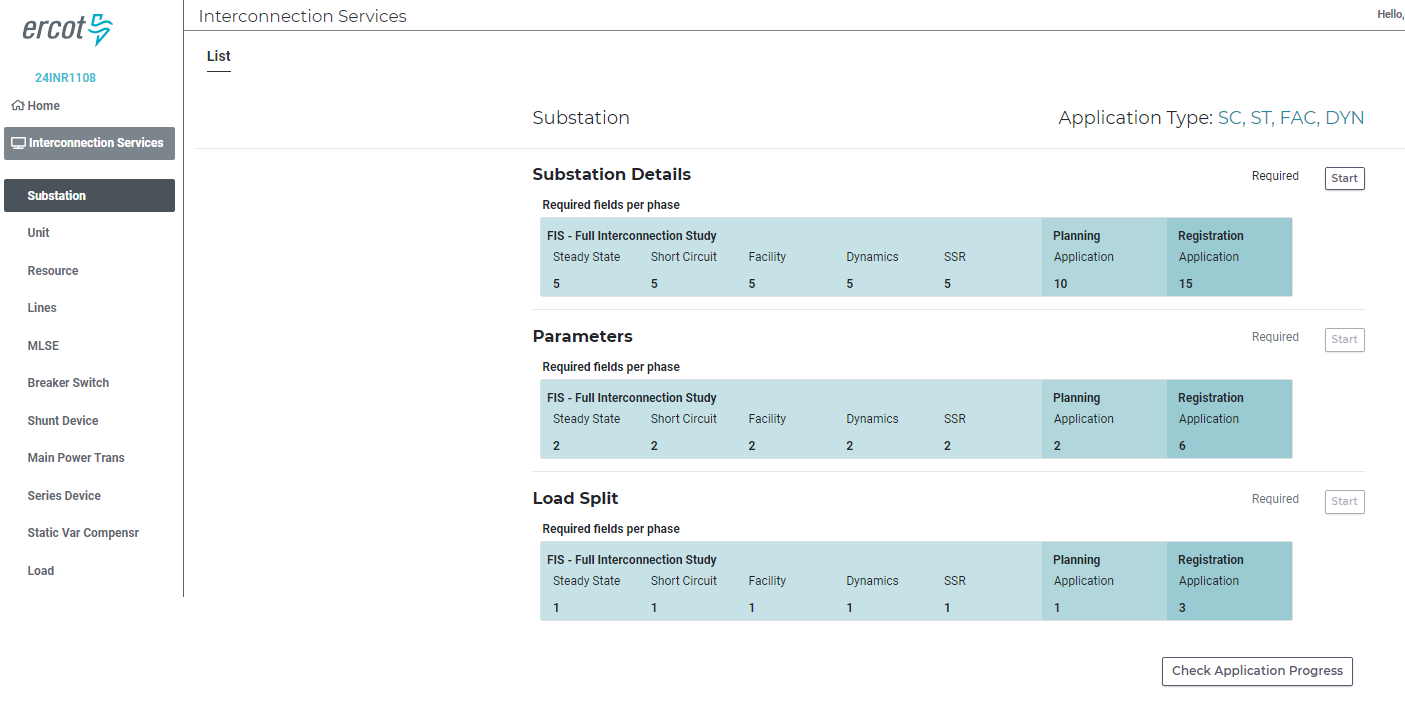 ercot
Interconnection Services
Hello,
24INR1108
Home
Interconnection Services
Substation
Unit
Resource
Lines
MLSE
Breaker Switch
Shunt Device
Main Power Trans
Series Device
Static Var Compensr
Load
List
Substation
Application Type: SC, ST, FAC, DYN
Substation Details
Required
Start
Required fields per phase
FIS - Full Interconnection Study Planning Registration
Steady State Short Circuit Facility Dynamics SSR Application Application
5 5 5 5 5 10 15
Parameters
Required
Start
Required fields per phase
FIS - Full Interconnection Study Planning Registration
Steady State Short Circuit Facility Dynamics SSR Application Application
2 2 2 2 2 2 6
Load Split
Required
Start
Required fields per phase
FIS - Full Interconnection Study Planning Registration
Steady State Short Circuit Facility Dynamics SSR Application Application
1 1 1 1 1 1 3
Check Application Progress